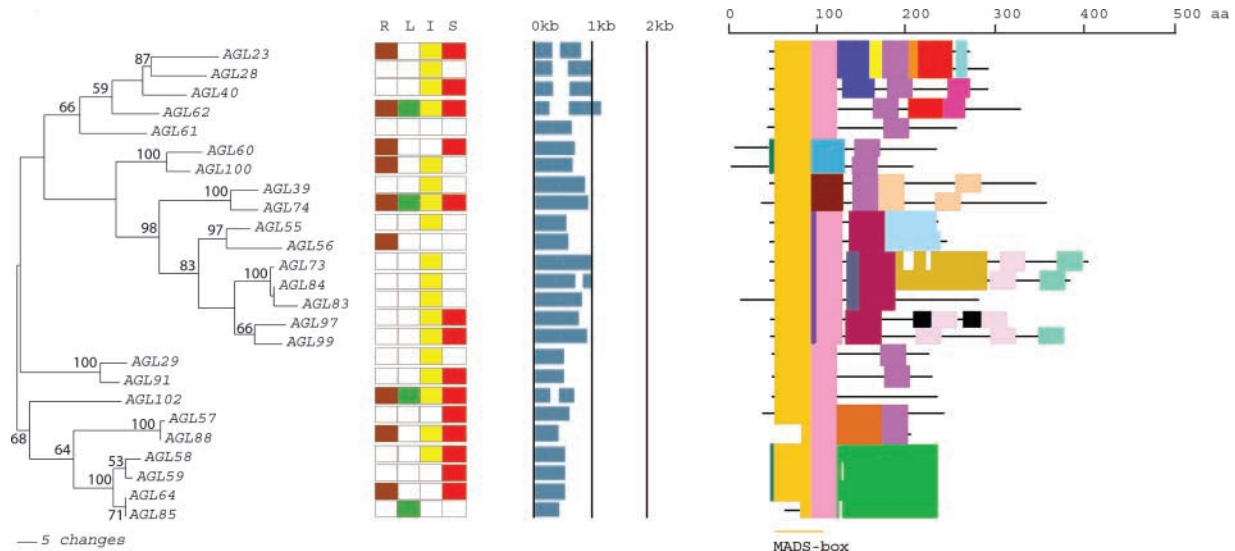 R L I S
0kb 1kb 2kb
0 100 200 300 400 500 aa
87 AGL23
AGL28
59 AGL40
66 AGL62
AGL61
100 AGL60
AGL100
100 AGL39
AGL74
98 97 AGL55
AGL56
83 100 AGL73
AGL84
AGL83
AGL97
66 AGL99
100 AGL29
AGL91
AGL102
68 100 AGL57
AGL88
64 53 AGL58
AGL59
100 AGL64
71 AGL85
5 changes
MADS-box